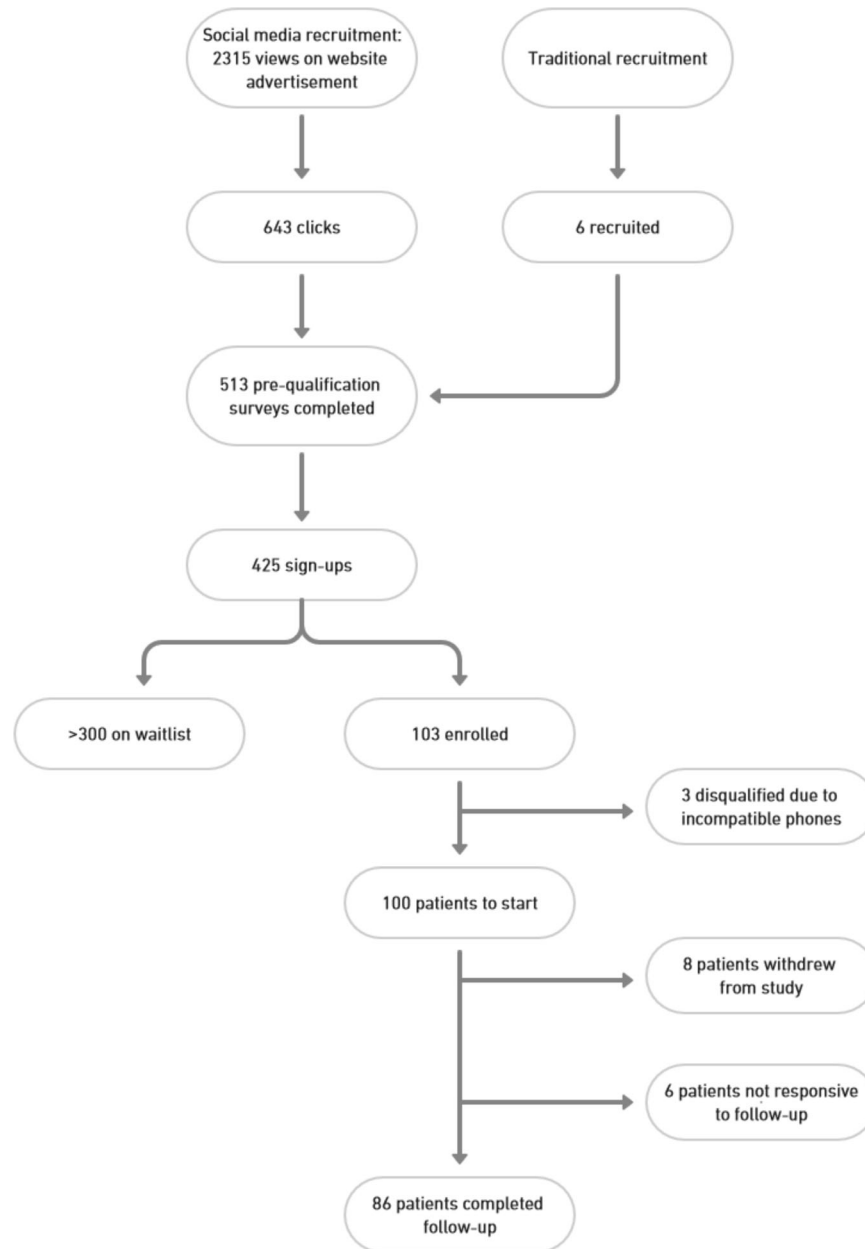 Social media recruitment:
2315 views on website
advertisement
Traditional recruitment
643 clicks
6 recruited
513 pre-qualification
surveys completed
425 sign-ups
>300 on waitlist
103 enrolled
3 disqualified due to
incompatible phones
100 patients to start
8 patients withdrew
from study
6 patients not responsive
to follow-up
86 patients completed
follow-up